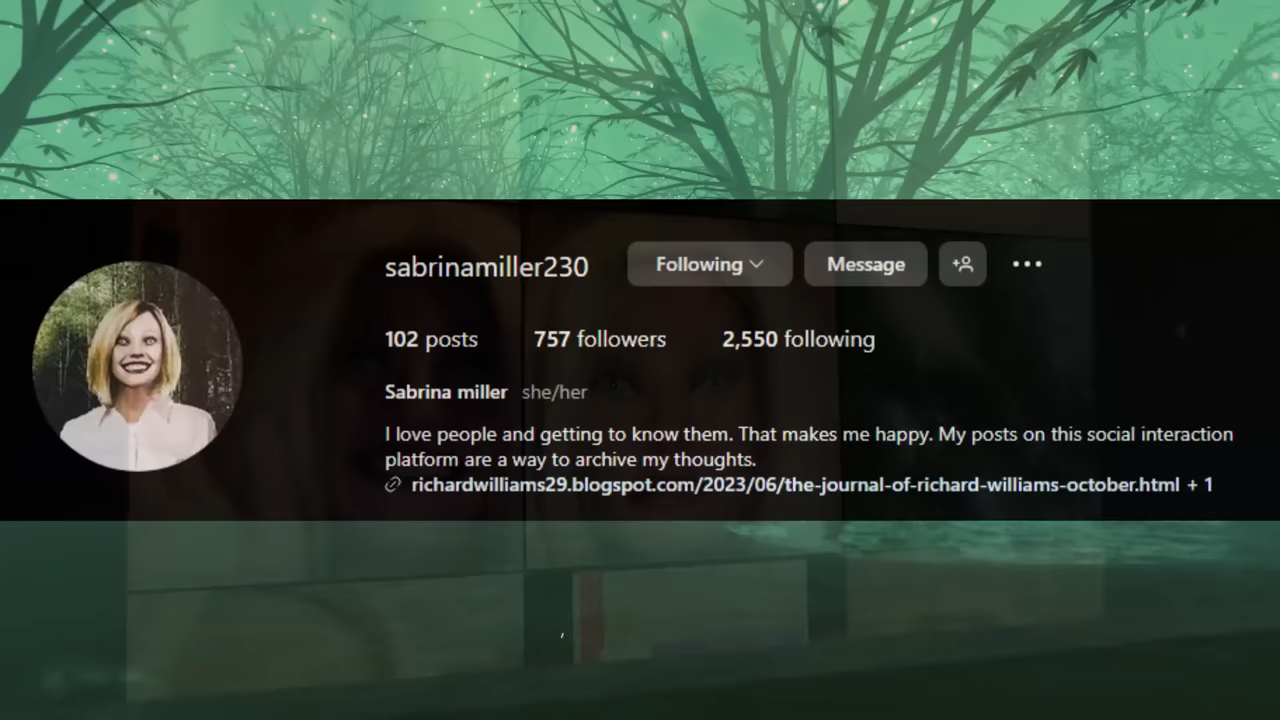 sabrinamiller230 Following Message
102 posts 757 followers 2,550 following
Sabrina miller she/her
I love people and getting to know them. That makes me happy. My posts on this social interaction
platform are a way to archive my thoughts.
richardwilliams29.blogspot.com/2023/06/the-journal-of-richard-williams-october.html + 1